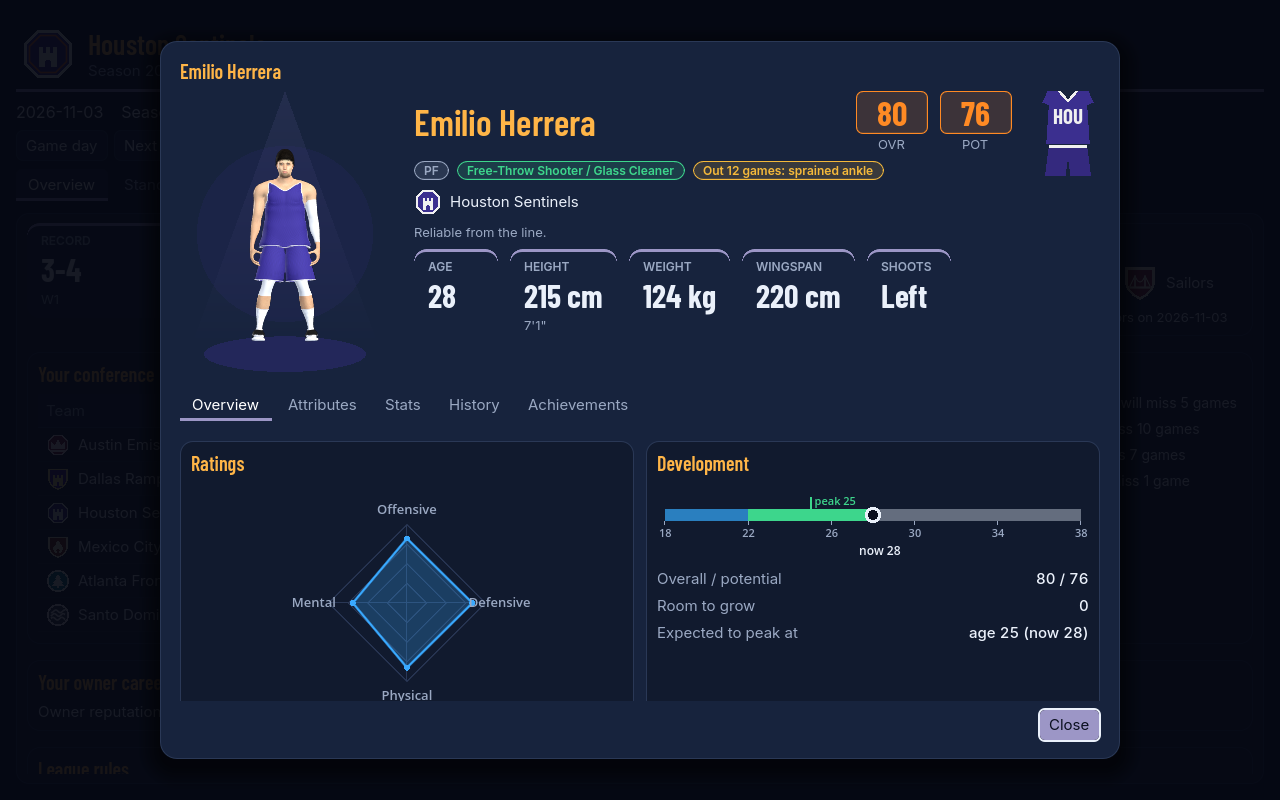 Emilio Herrera
Emilio Herrera
80
OVR
76
POT
HOU
PF
Free-Throw Shooter / Glass Cleaner
Out 12 games: sprained ankle
Houston Sentinels
Reliable from the line.
AGE
28
HEIGHT
215 cm
7'1"
WEIGHT
124 kg
WINGSPAN
220 cm
SHOOTS
Left
Overview Attributes Stats History Achievements
Ratings
Offensive
Mental
Defensive
Physical
Development
peak 25
18 22 26 30 34 38
now 28
Overall / potential 80 / 76
Room to grow 0
Expected to peak at age 25 (now 28)
Close
2026-11-03
Game day
Overview
RECORD
3-4
W1
Your conference
Team
Austin
Dallas
Houston
Mexico City
Atlanta
Santo
Your owner
Owner reputation
League rules
Sailors
on 2026-11-03
will miss 5 games
10 games
7 games
1 game